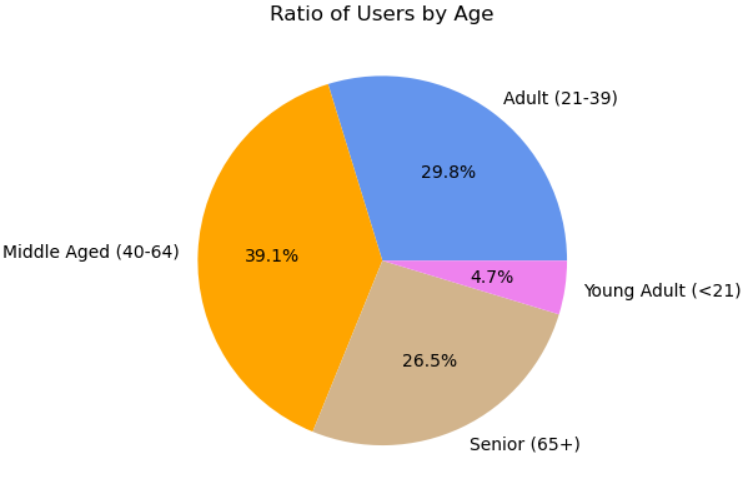 Ratio of Users by Age
Adult (21-39)
29.8%
Middle Aged (40-64)
39.1%
4.7%
Young Adult (<21)
26.5%
Senior (65+)